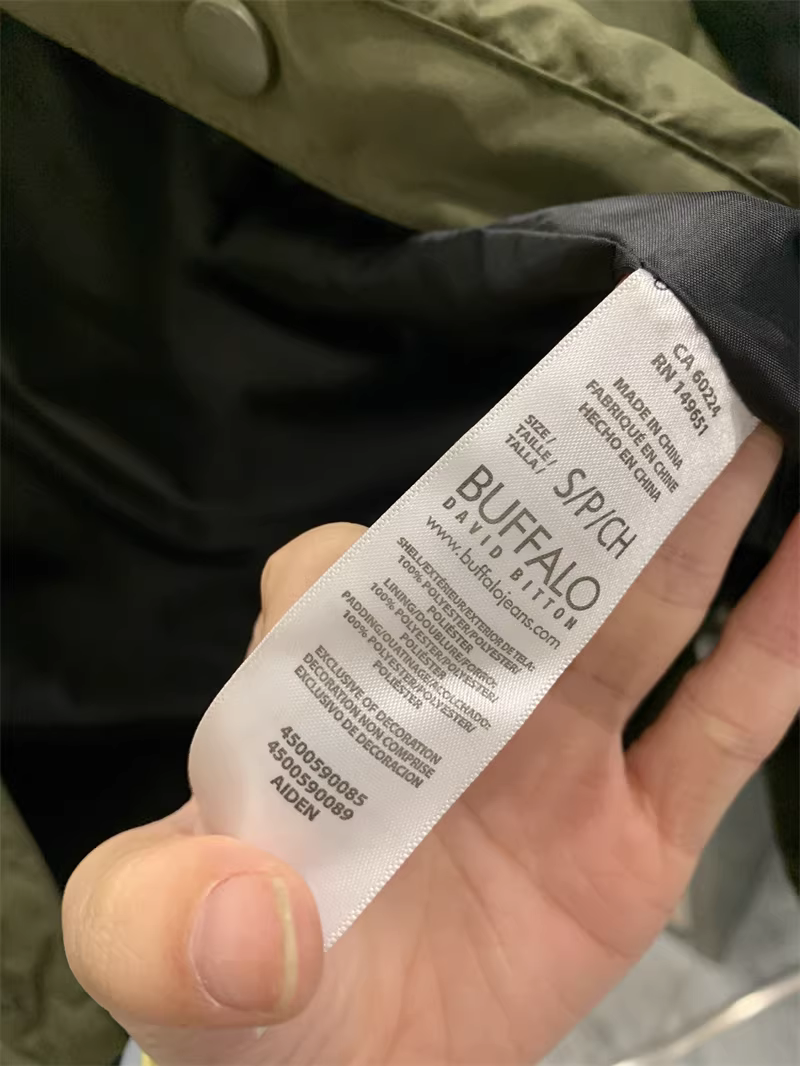 CA 60224
RN 149651
MADE IN CHINA
FABRIQUÉ EN CHINE
HECHO EN CHINA
SIZE/
TAILLE/
TALLA/
S/P/CH
BUFFALO
DAVID BITTON
www.buffalojeans.com
SHELL/EXTÉRIEUR/EXTERIOR DE TELA:
100% POLYESTER/POLYESTER/
POLIÉSTER
LINING/DOUBLURE/FORRO:
100% POLYESTER/POLYESTER/
POLIÉSTER
PADDING/OUATINAGE/ACOLCHADO:
100% POLYESTER/POLYESTER/
POLIÉSTER
EXCLUSIVE OF DECORATION
DECORATION NON COMPRISE
EXCLUSIVO DE DECORACION
4500590085
4500590089
AIDEN